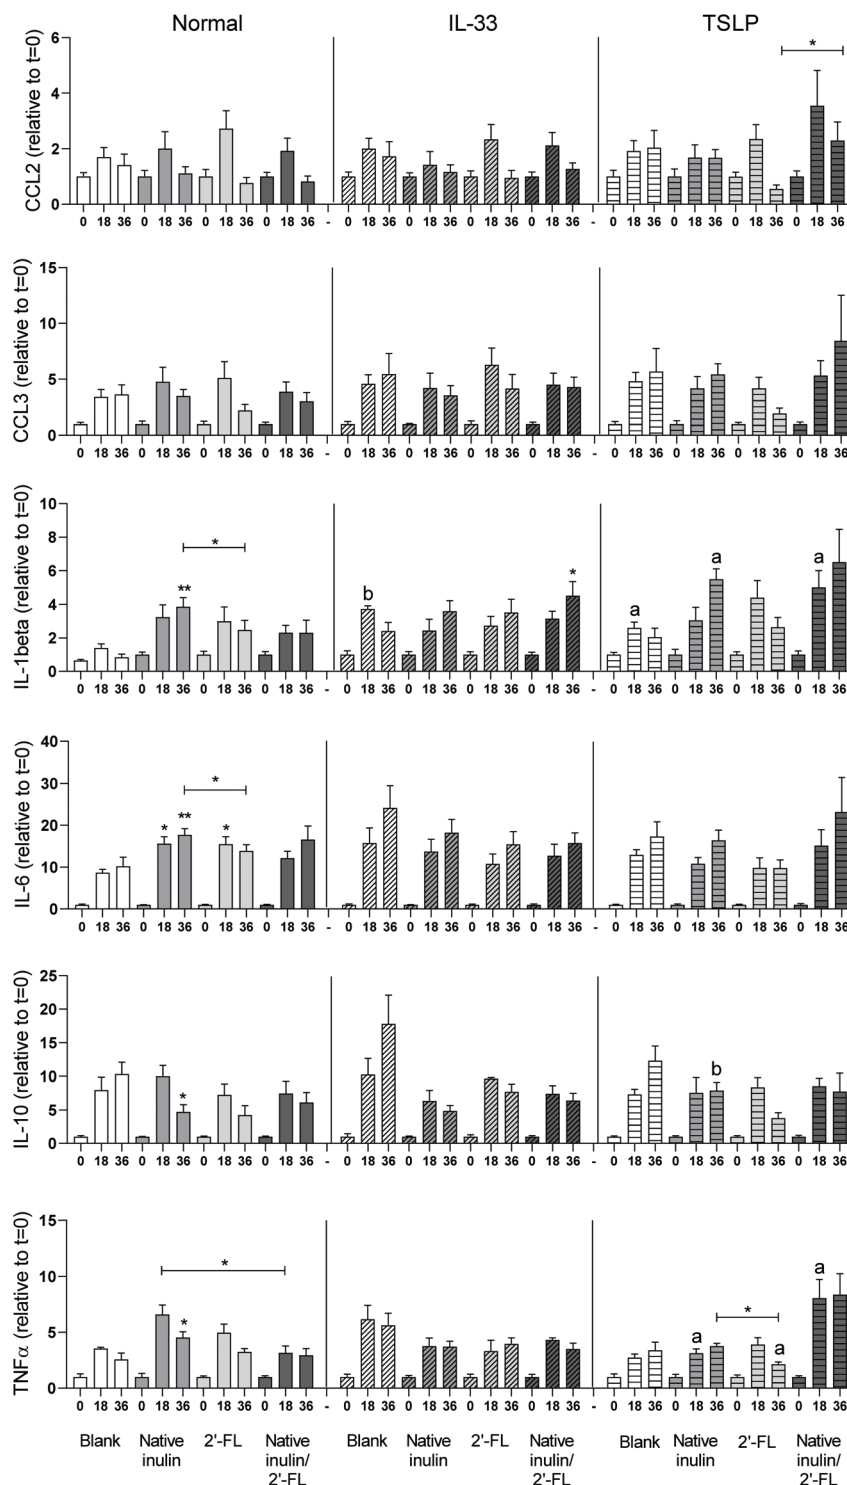 Normal IL-33 TSLP
CCL2 (relative to t=0)
6
*
4
2
0
0 18 36 0 18 36 0 18 36 0 18 36 - 0 18 36 0 18 36 0 18 36 0 18 36 - 0 18 36 0 18 36 0 18 36 0 18 36
CCL3 (relative to t=0)
15
10
5
0
0 18 36 0 18 36 0 18 36 0 18 36 - 0 18 36 0 18 36 0 18 36 0 18 36 - 0 18 36 0 18 36 0 18 36 0 18 36
IL-1beta (relative to t=0)
10
8
* * a a
6
** b a
4
2
0
0 18 36 0 18 36 0 18 36 0 18 36 - 0 18 36 0 18 36 0 18 36 0 18 36 - 0 18 36 0 18 36 0 18 36 0 18 36
IL-6 (relative to t=0)
40
30
*
20
* ** *
10
0
0 18 36 0 18 36 0 18 36 0 18 36 - 0 18 36 0 18 36 0 18 36 0 18 36 - 0 18 36 0 18 36 0 18 36 0 18 36
IL-10 (relative to t=0)
25
20
15
10
* b
5
0
0 18 36 0 18 36 0 18 36 0 18 36 - 0 18 36 0 18 36 0 18 36 0 18 36 - 0 18 36 0 18 36 0 18 36 0 18 36
TNFα (relative to t=0)
15
* a
10
* *
5
a a
0
0 18 36 0 18 36 0 18 36 0 18 36 - 0 18 36 0 18 36 0 18 36 0 18 36 - 0 18 36 0 18 36 0 18 36 0 18 36
Blank Native 2'-FL Native Blank Native 2'-FL Native Blank Native 2'-FL Native
inulin inulin/ inulin inulin/ inulin inulin/
2'-FL 2'-FL 2'-FL